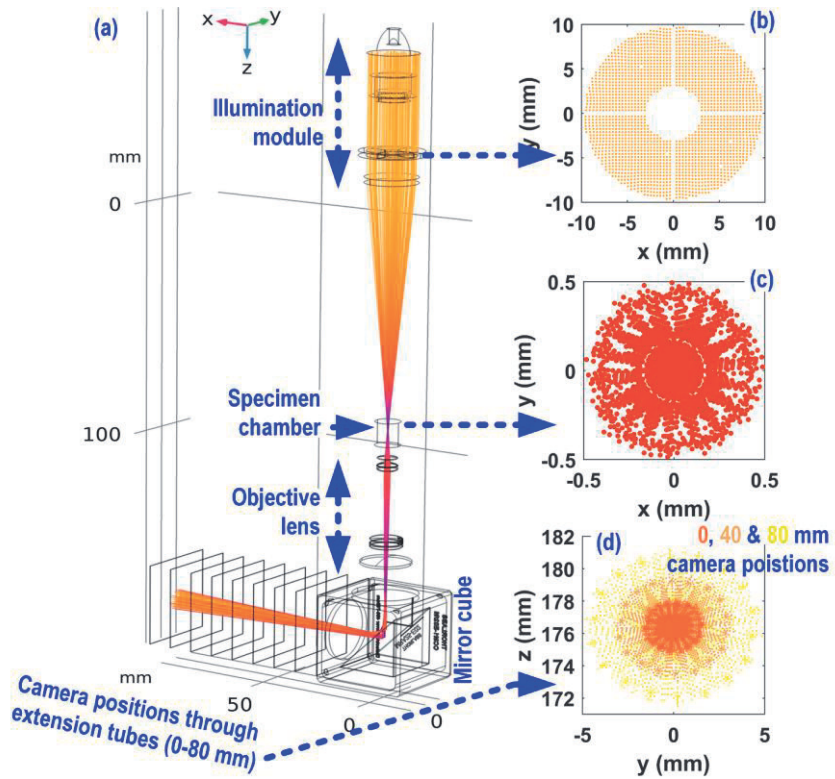 (a)
x
y
z
Illumination
module
mm
0
100
Specimen
chamber
Objective
lens
Mirror cube
mm
50
0
0
Camera positions through
extension tubes (0-80 mm)
(b)
10
5
0
-5
-10
y (mm)
-10
-5
0
5
10
x (mm)
(c)
0.5
0
-0.5
y (mm)
-0.5
0
0.5
x (mm)
(d)
0, 40 & 80 mm
camera poistions
182
180
178
176
174
172
z (mm)
-5
0
5
y (mm)